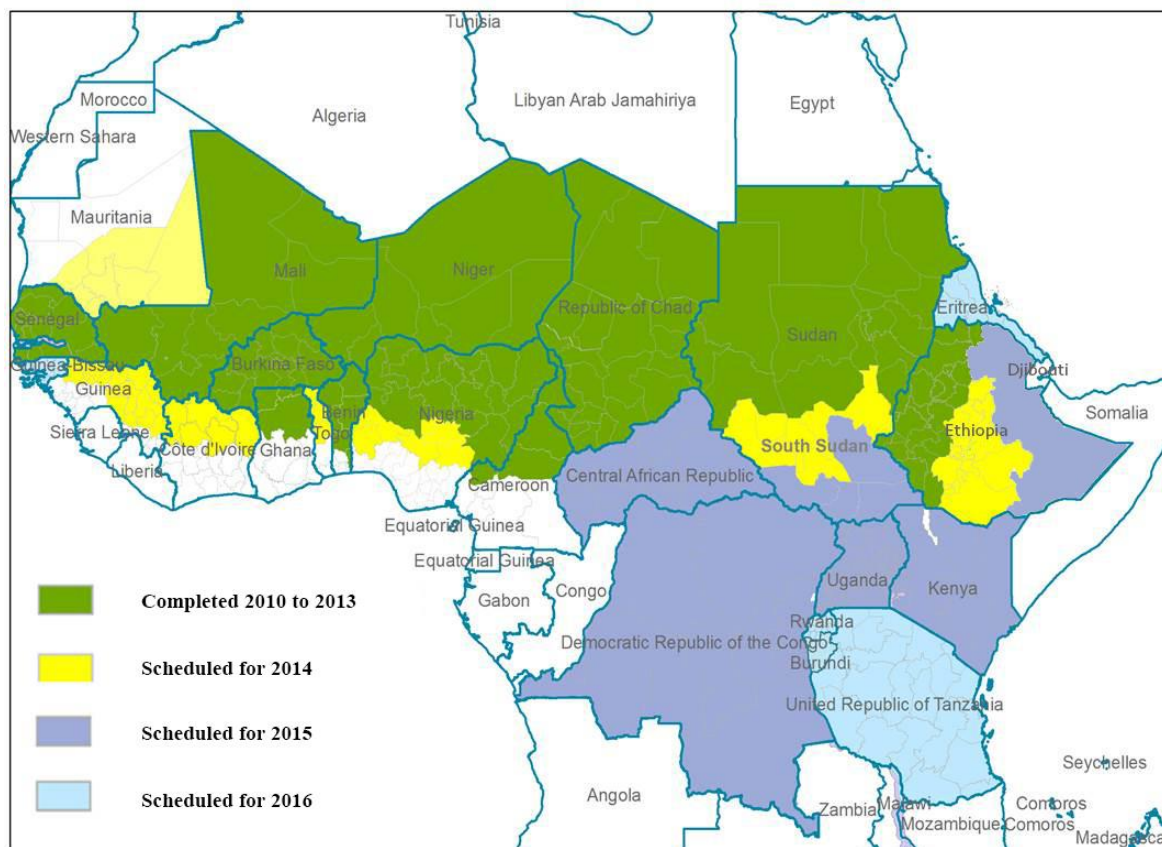 Tunisia
Morocco
Algeria
Libyan Arab Jamahiriya
Egypt
Western Sahara
Mauritania
Mali
Niger
Republic of Chad
Sudan
Eritrea
Senegal
Guinea-Bissau
Burkina Faso
Djibouti
Guinea
Benin
Nigeria
Somalia
Sierra Leone
Côte d'Ivoire
Ghana
Togo
South Sudan
Ethiopia
Liberia
Cameroon
Central African Republic
Equatorial Guinea
Equatorial Guinea
Gabon
Congo
Uganda
Kenya
Rwanda
Democratic Republic of the Congo
Burundi
United Republic of Tanzania
Seychelles
Angola
Zambia
Malawi
Mozambique
Comoros
Comoros
Madagasca
Completed 2010 to 2013
Scheduled for 2014
Scheduled for 2015
Scheduled for 2016